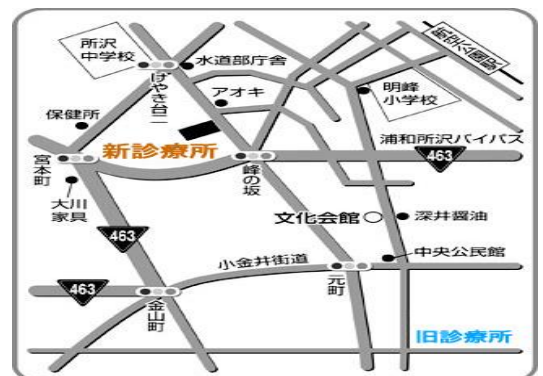 所沢
中学校
水道部庁舎
航空公園駅
けやき台二
アオキ
明峰
小学校
保健所
浦和所沢バイパス
新診療所
463
宮本町
峰の坂
大川
家具
文化会館
深井醤油
463
小金井街道
中央公民館
463
元町
金山町
旧診療所